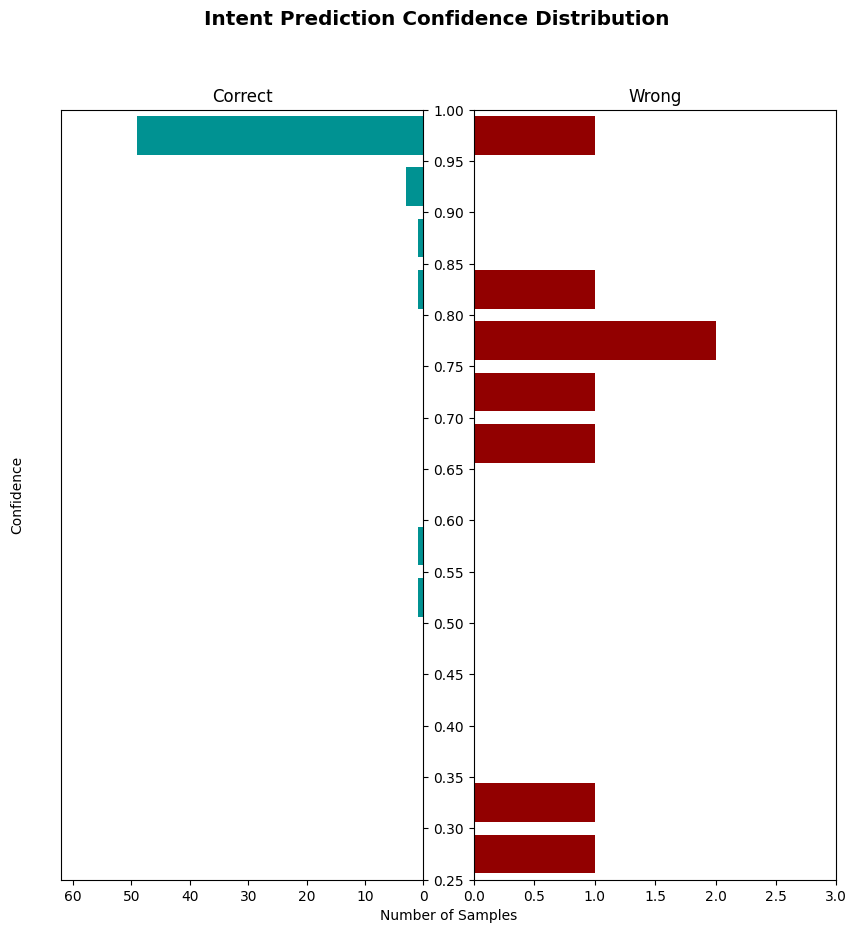 Intent Prediction Confidence Distribution
Correct
Wrong
1.00
0.95
0.90
0.85
0.80
0.75
0.70
0.65
0.60
0.55
0.50
0.45
0.40
0.35
0.30
0.25
Confidence
60 50 40 30 20 10 0
0.0 0.5 1.0 1.5 2.0 2.5 3.0
Number of Samples